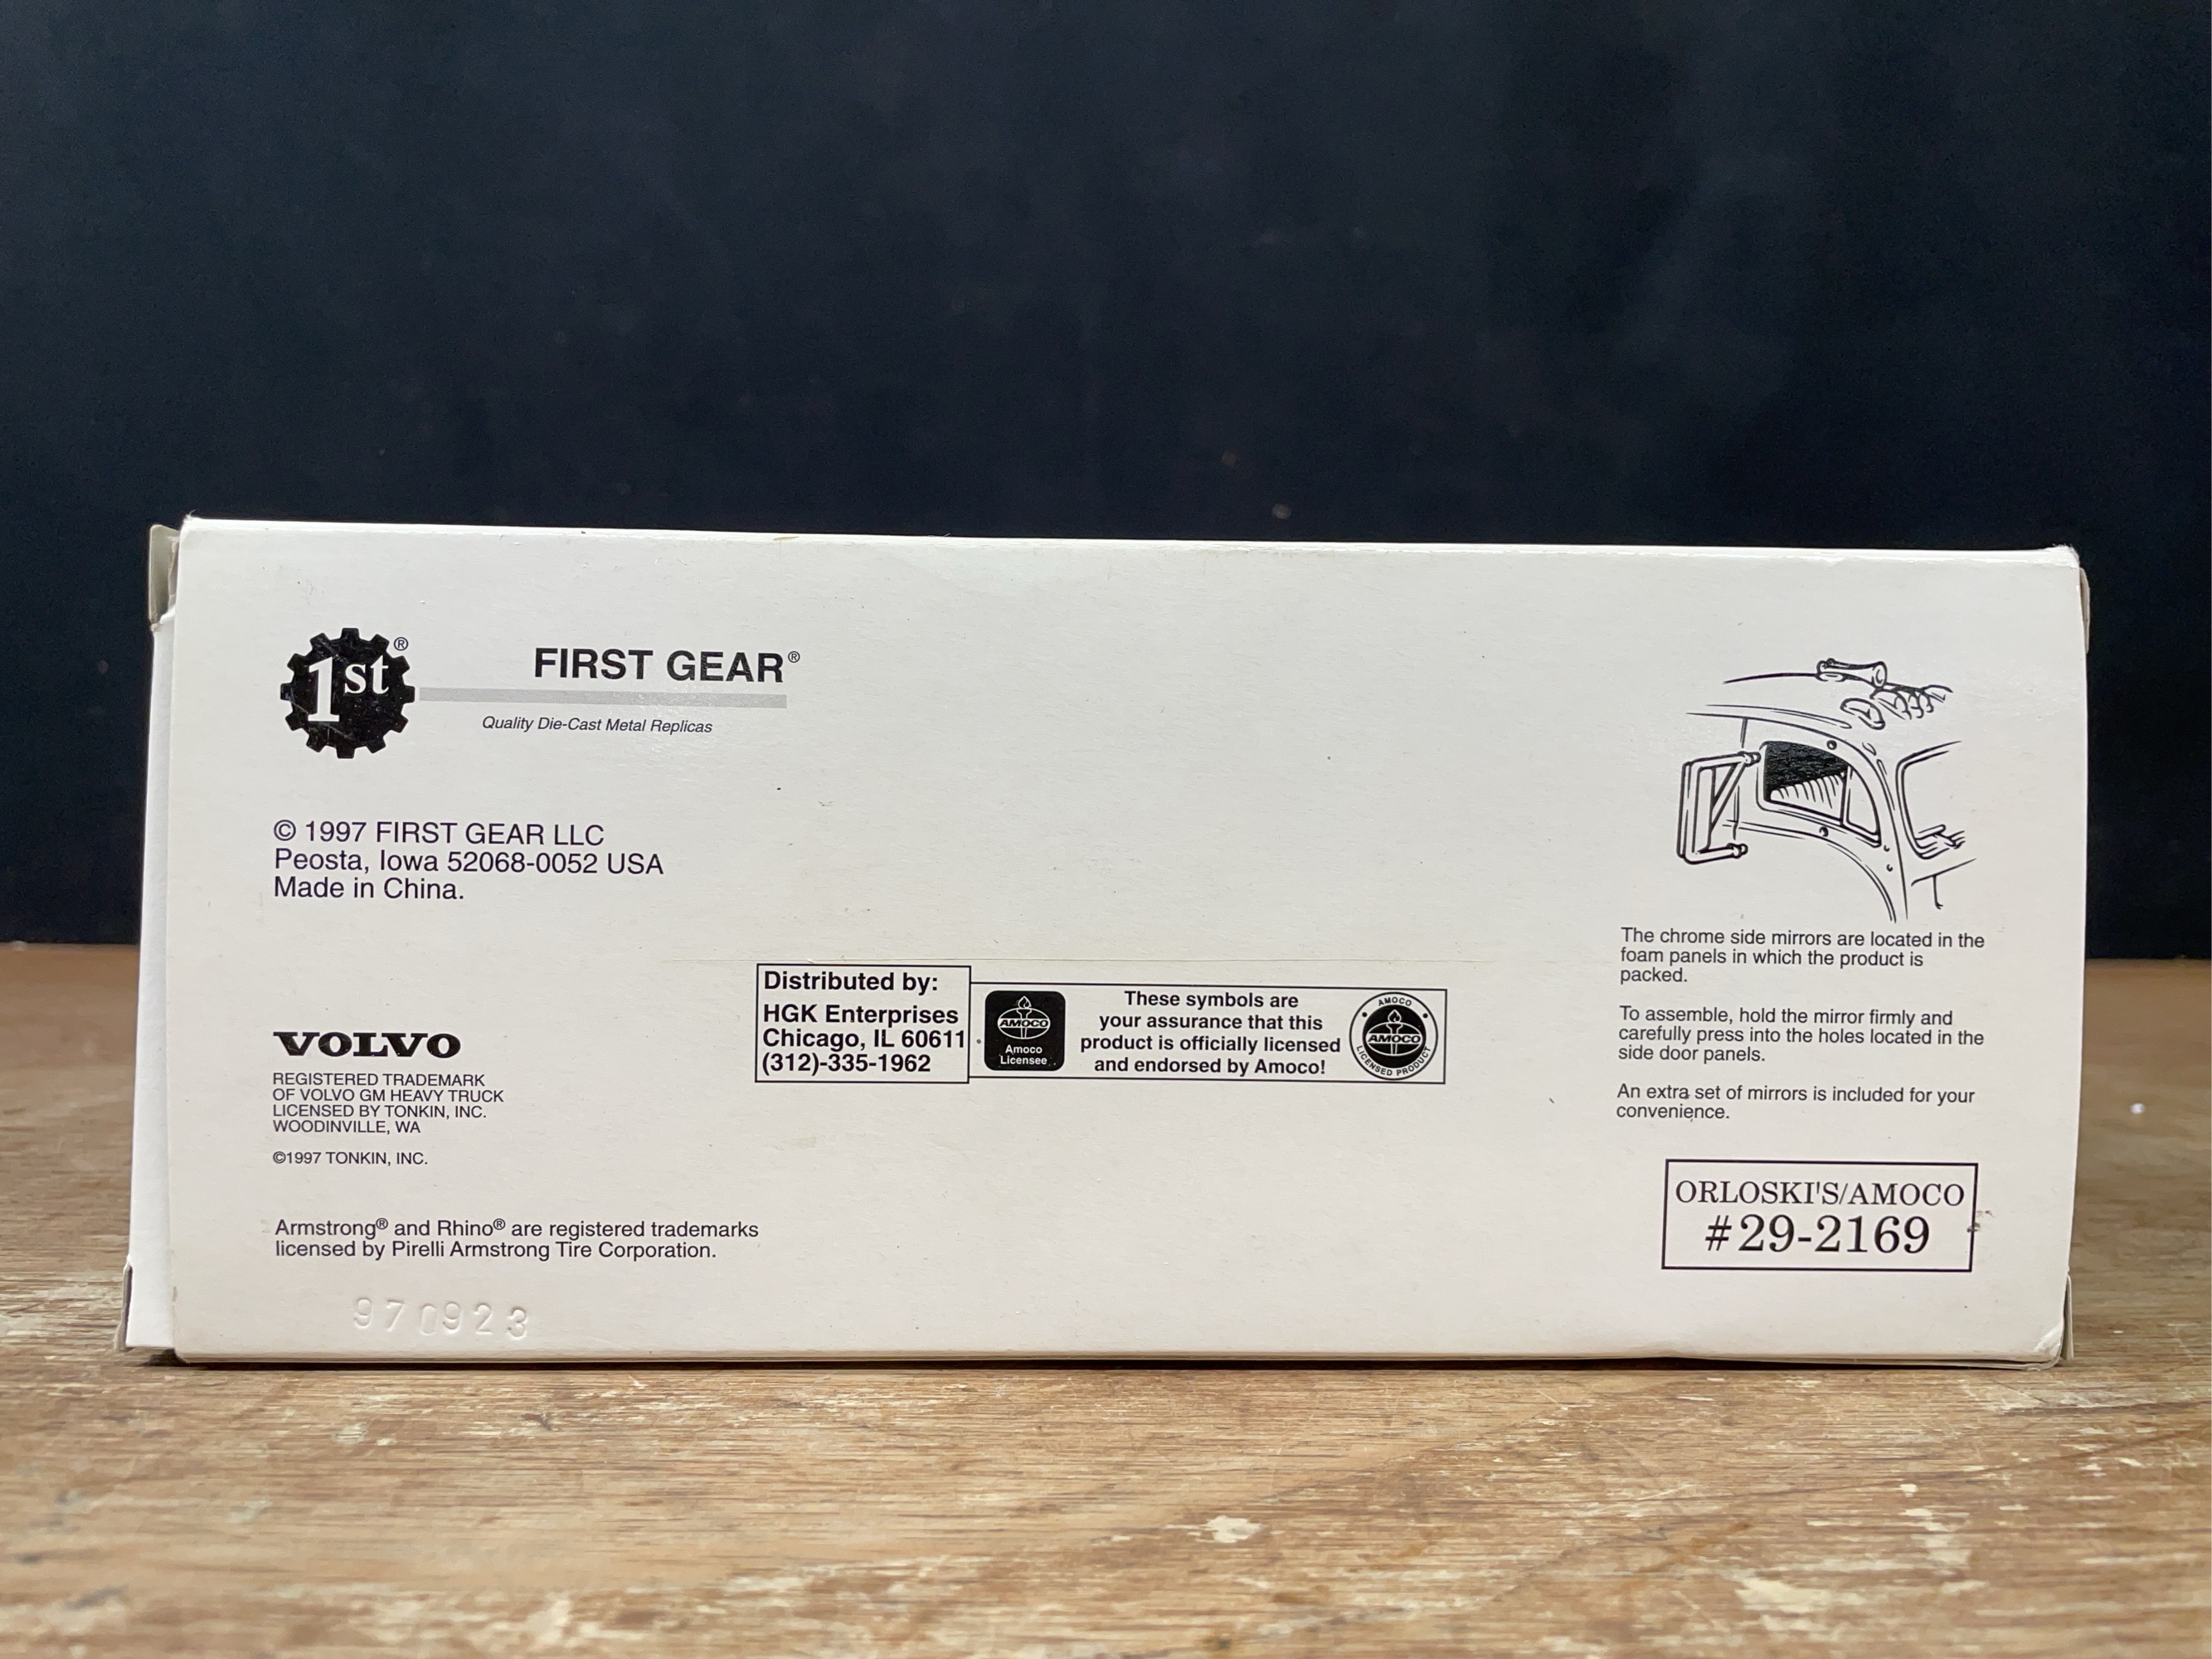 1st®
FIRST GEAR®
Quality Die-Cast Metal Replicas
© 1997 FIRST GEAR LLC
Peosta, Iowa 52068-0052 USA
Made in China.
VOLVO
REGISTERED TRADEMARK
OF VOLVO GM HEAVY TRUCK
LICENSED BY TONKIN, INC.
WOODINVILLE, WA
©1997 TONKIN, INC.
Armstrong® and Rhino® are registered trademarks
licensed by Pirelli Armstrong Tire Corporation.
970923
Distributed by:
HGK Enterprises
Chicago, IL 60611
(312)-335-1962
AMOCO
Amoco
Licensee
These symbols are
your assurance that this
product is officially licensed
and endorsed by Amoco!
AMOCO
AMOCO
LICENSED PRODUCT
The chrome side mirrors are located in the
foam panels in which the product is
packed.
To assemble, hold the mirror firmly and
carefully press into the holes located in the
side door panels.
An extra set of mirrors is included for your
convenience.
ORLOSKI'S/AMOCO
#29-2169